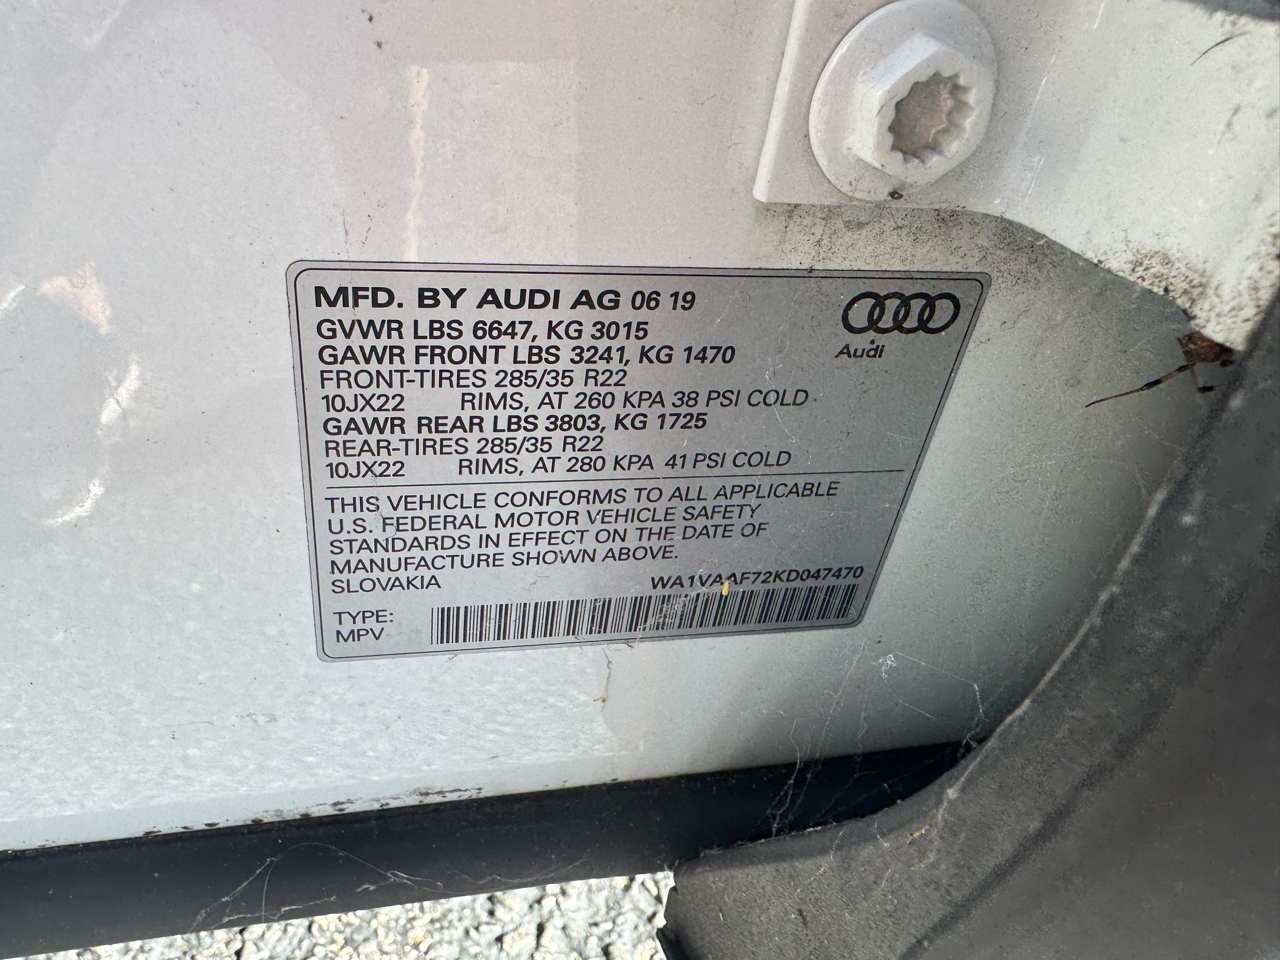 MFD. BY AUDI AG 06 19
GVWR LBS 6647, KG 3015
GAWR FRONT LBS 3241, KG 1470
Audi
FRONT-TIRES 285/35 R22
10JX22 RIMS, AT 260 KPA 38 PSI COLD
GAWR REAR LBS 3803, KG 1725
REAR-TIRES 285/35 R22
10JX22 RIMS, AT 280 KPA 41 PSI COLD
THIS VEHICLE CONFORMS TO ALL APPLICABLE
U.S. FEDERAL MOTOR VEHICLE SAFETY
STANDARDS IN EFFECT ON THE DATE OF
MANUFACTURE SHOWN ABOVE.
SLOVAKIA WA1VAAF72KD047470
TYPE:
MPV